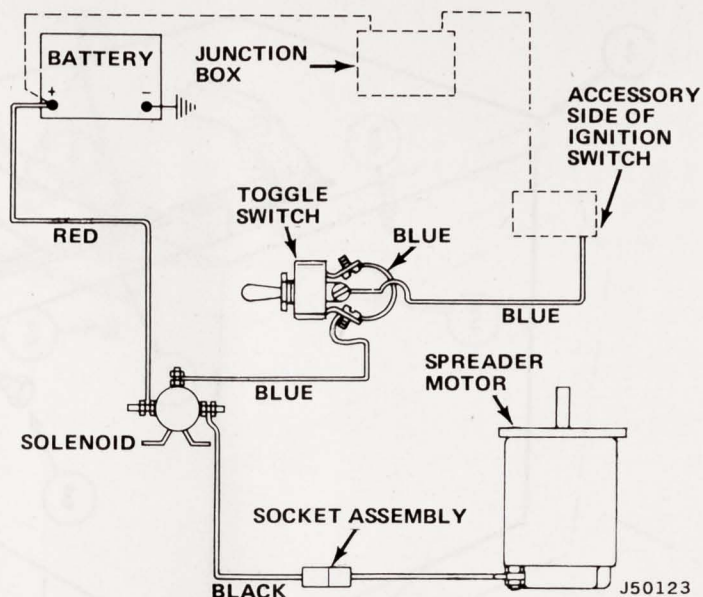 BATTERY
+ -
JUNCTION
BOX
ACCESSORY
SIDE OF
IGNITION
SWITCH
TOGGLE
SWITCH
BLUE
RED
BLUE
BLUE
SPREADER
MOTOR
SOLENOID
SOCKET ASSEMBLY
BLACK
J50123